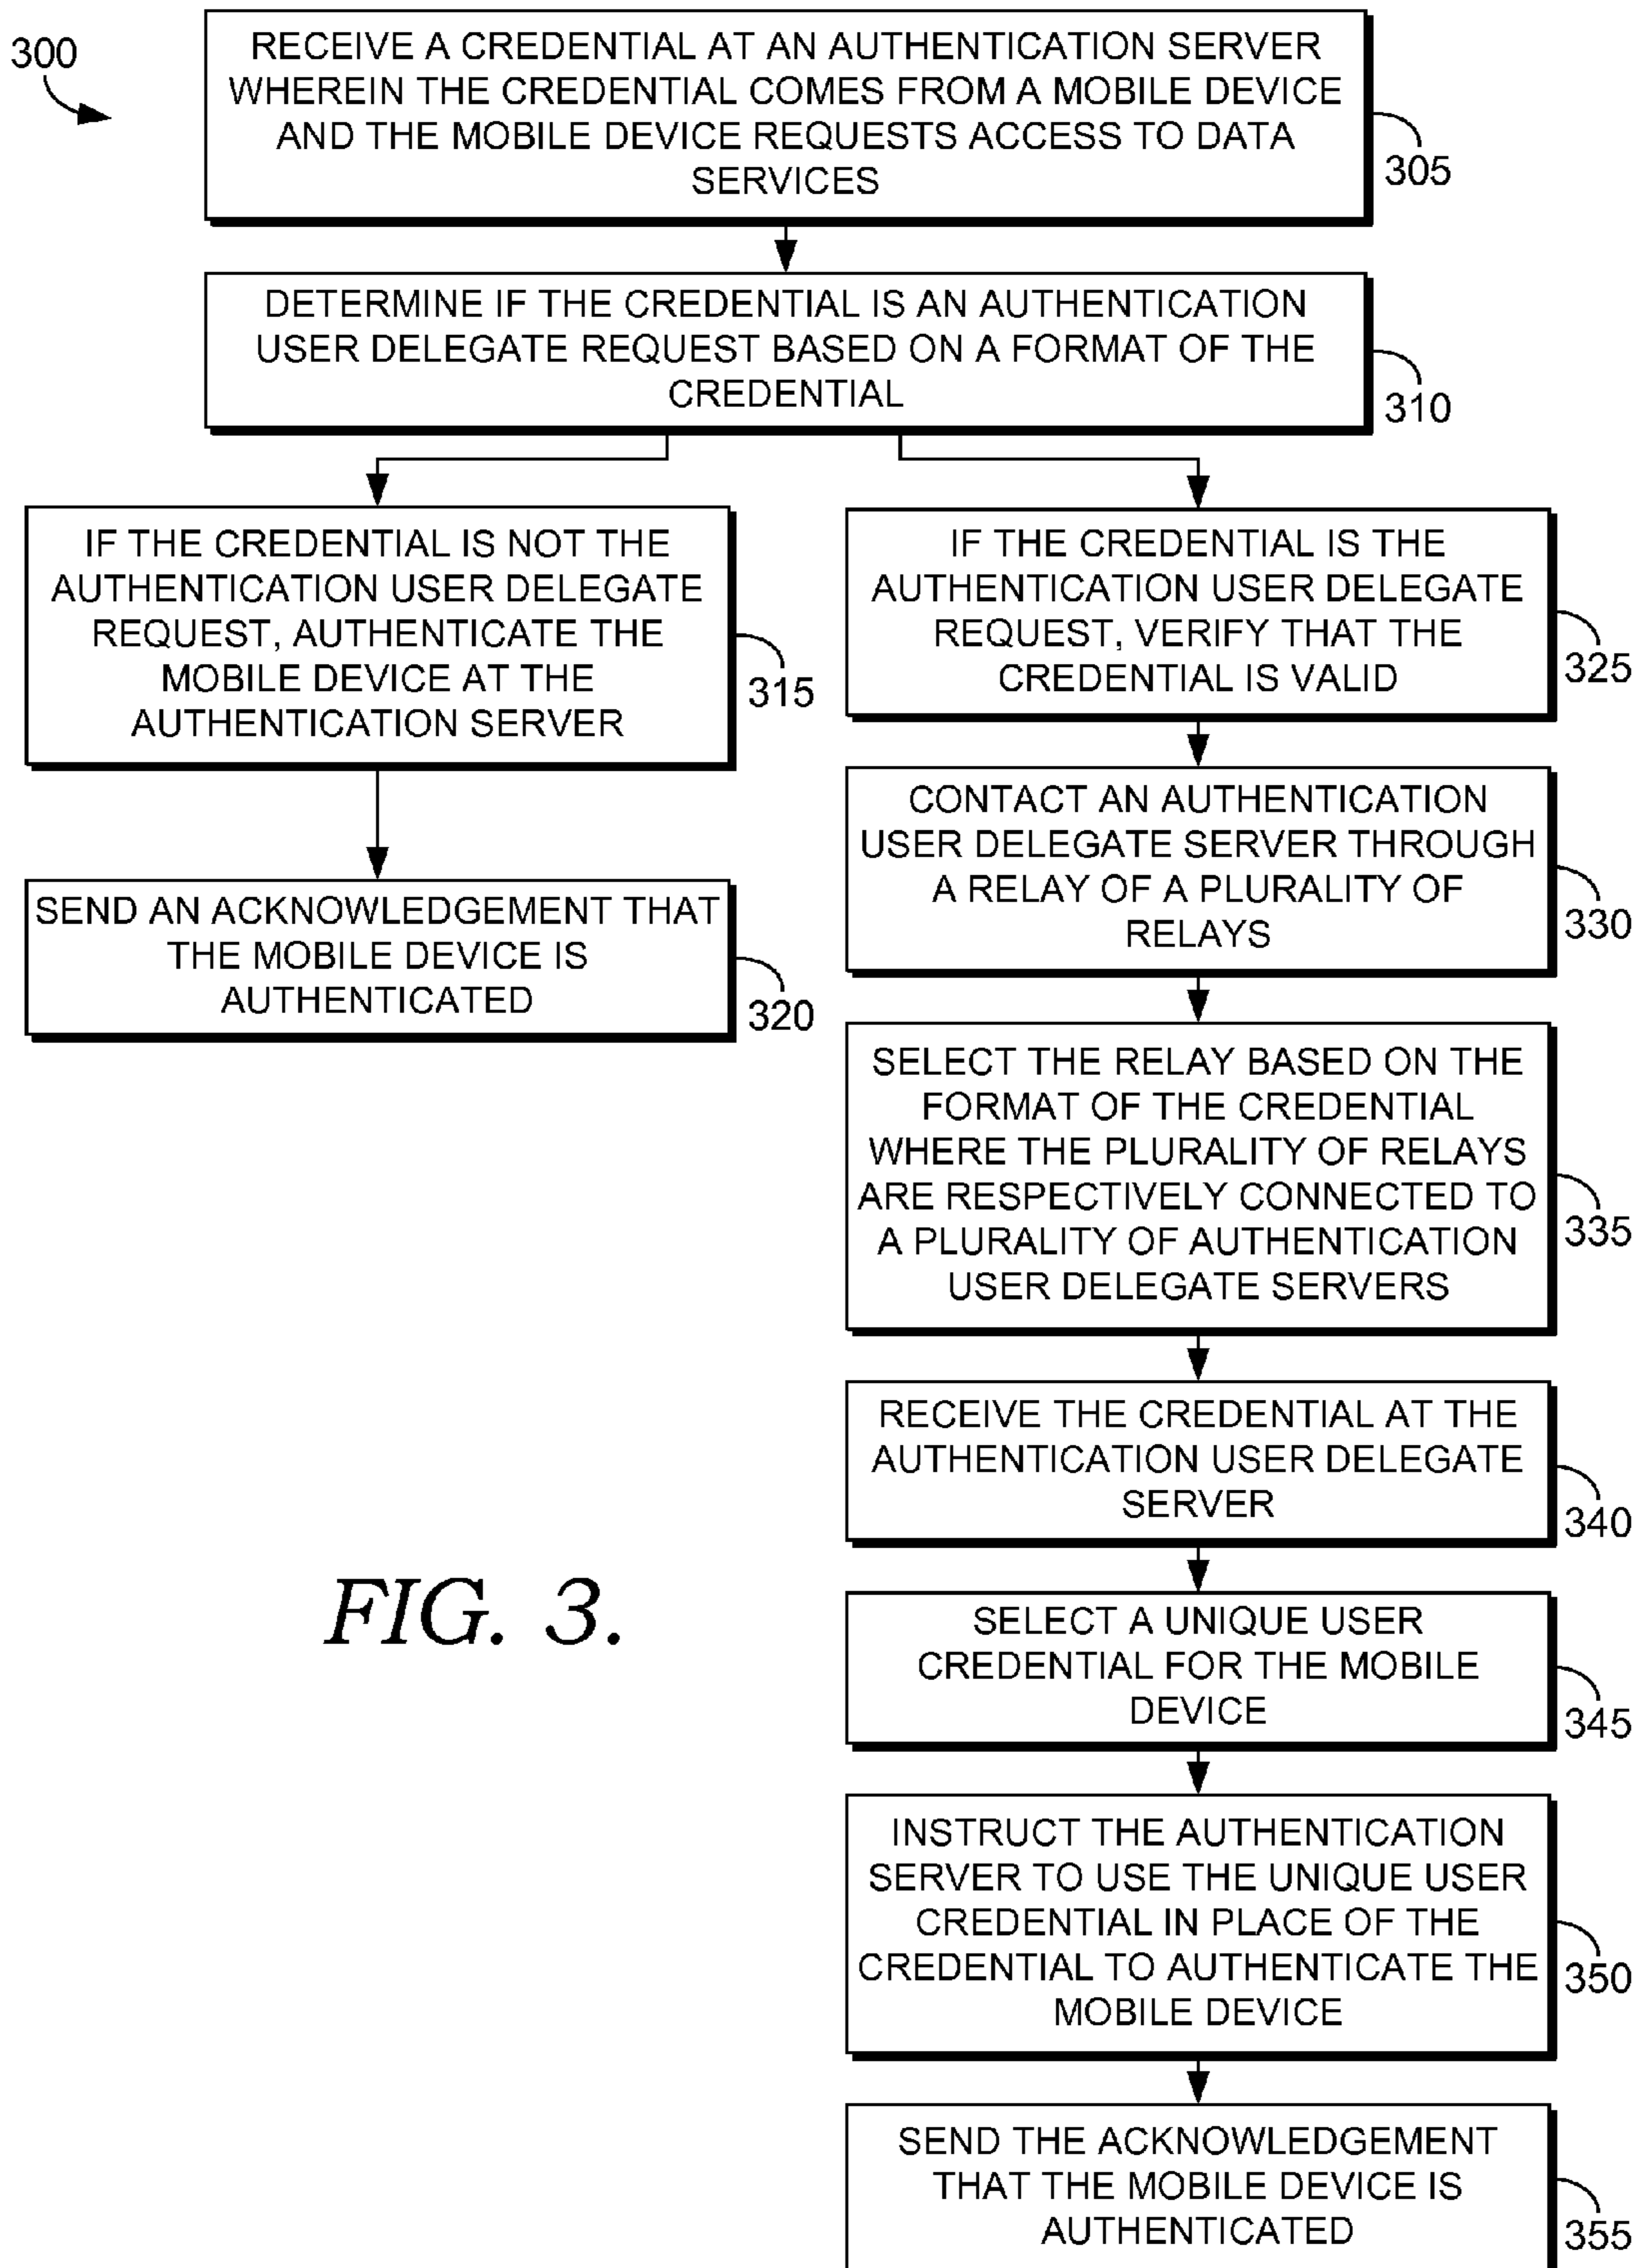 300
RECEIVE A CREDENTIAL AT AN AUTHENTICATION SERVER
WHEREIN THE CREDENTIAL COMES FROM A MOBILE DEVICE
AND THE MOBILE DEVICE REQUESTS ACCESS TO DATA
SERVICES
305
DETERMINE IF THE CREDENTIAL IS AN AUTHENTICATION
USER DELEGATE REQUEST BASED ON A FORMAT OF THE
CREDENTIAL
310
IF THE CREDENTIAL IS NOT THE
AUTHENTICATION USER DELEGATE
REQUEST, AUTHENTICATE THE
MOBILE DEVICE AT THE
AUTHENTICATION SERVER
315
SEND AN ACKNOWLEDGEMENT THAT
THE MOBILE DEVICE IS
AUTHENTICATED
320
IF THE CREDENTIAL IS THE
AUTHENTICATION USER DELEGATE
REQUEST, VERIFY THAT THE
CREDENTIAL IS VALID
325
CONTACT AN AUTHENTICATION
USER DELEGATE SERVER THROUGH
A RELAY OF A PLURALITY OF
RELAYS
330
SELECT THE RELAY BASED ON THE
FORMAT OF THE CREDENTIAL
WHERE THE PLURALITY OF RELAYS
ARE RESPECTIVELY CONNECTED TO
A PLURALITY OF AUTHENTICATION
USER DELEGATE SERVERS
335
RECEIVE THE CREDENTIAL AT THE
AUTHENTICATION USER DELEGATE
SERVER
340
SELECT A UNIQUE USER
CREDENTIAL FOR THE MOBILE
DEVICE
345
INSTRUCT THE AUTHENTICATION
SERVER TO USE THE UNIQUE USER
CREDENTIAL IN PLACE OF THE
CREDENTIAL TO AUTHENTICATE THE
MOBILE DEVICE
350
SEND THE ACKNOWLEDGEMENT
THAT THE MOBILE DEVICE IS
AUTHENTICATED
355
FIG. 3.